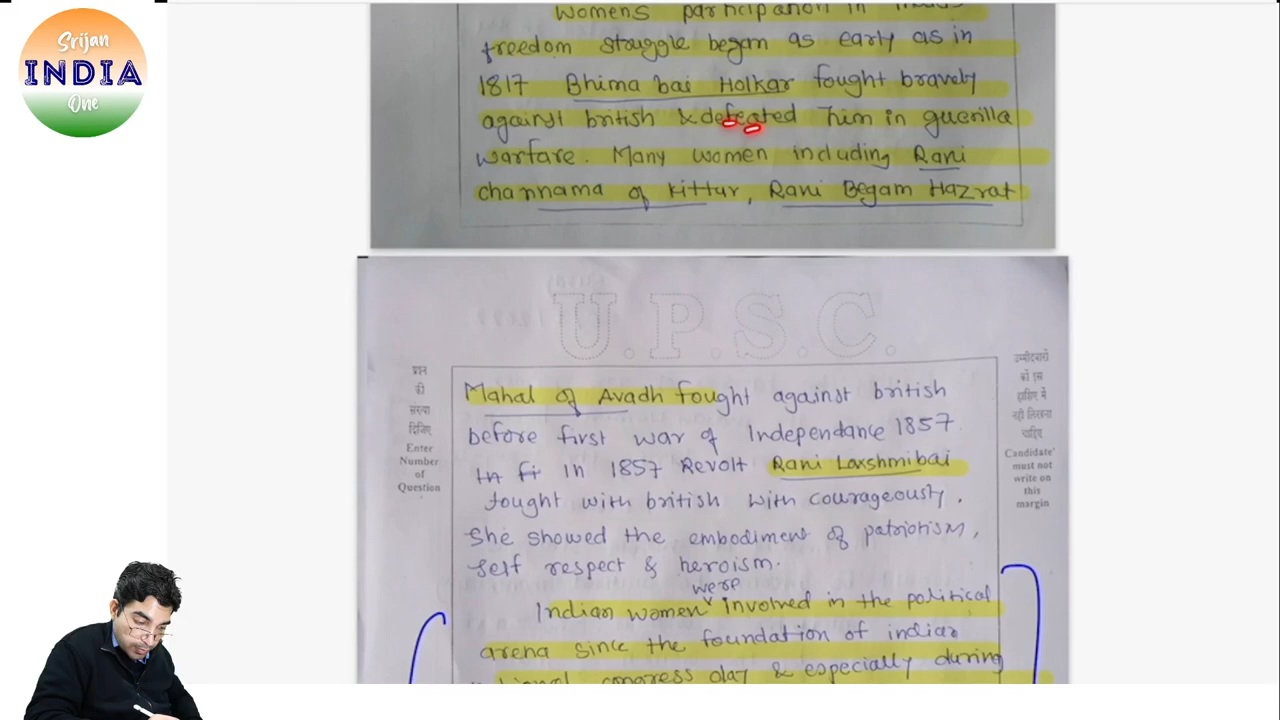 Srijan
INDIA
One
Womens participation in
freedom struggle began as early as in
1817 Bhima bai Holkar fought bravely
against british & defeated him in guerilla
warfare. Many women including Rani
channama of Kittur, Rani Begam Hazrat
U.P.S.C.
प्रश्न
की
सख्या
दिजिए
Enter
Number
of
Question
Mahal of Avadh fought against british
before first war of Independance 1857.
In fir In 1857 Revolt Rani Laxshmibai
fought with british with courageously.
She showed the embodiment of patriotism,
self respect & heroism.
were
Indian women ˅ involved in the political
arena since the foundation of indian
congress & especially during
उम्मीदवारों
को इस
हाशिए में
नही लिखना
चाहिए
Candidate'
must not
write on
this
margin